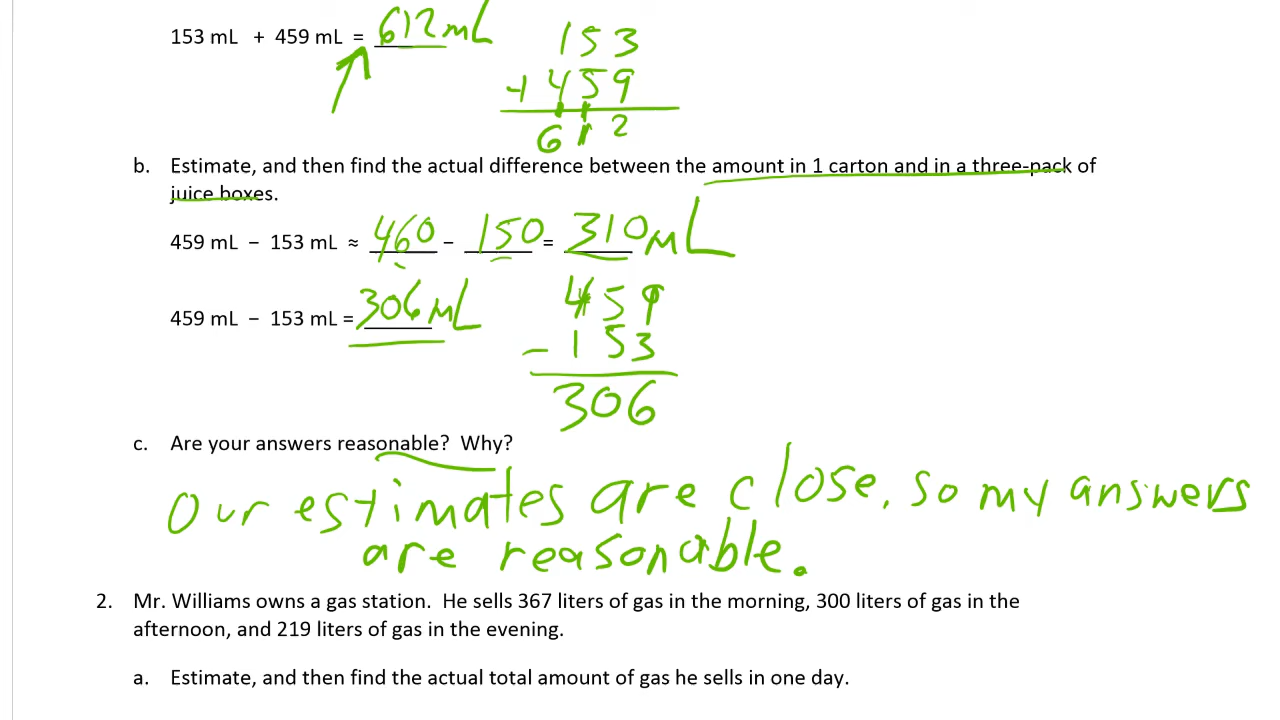 153 mL + 459 mL = 612 mL
153
+ 459
612
b. Estimate, and then find the actual difference between the amount in 1 carton and in a three-pack of
juice boxes.
459 mL − 153 mL ≈ 460 - 150 = 310 mL
459 mL − 153 mL = 306 mL
459
- 153
306
c. Are your answers reasonable? Why?
Our estimates are close, so my answers
are reasonable.
2. Mr. Williams owns a gas station. He sells 367 liters of gas in the morning, 300 liters of gas in the
afternoon, and 219 liters of gas in the evening.
a. Estimate, and then find the actual total amount of gas he sells in one day.